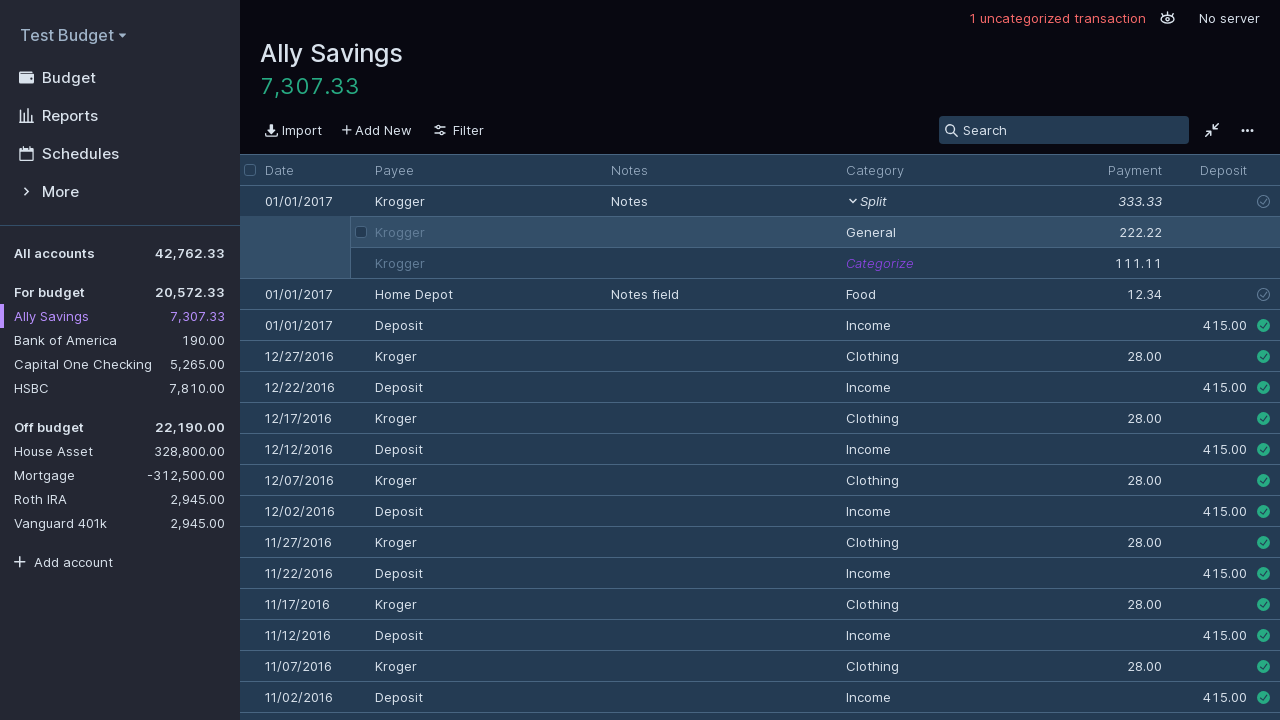 Test Budget
Budget
Reports
Schedules
More
All accounts 42,762.33
For budget 20,572.33
Ally Savings 7,307.33
Bank of America 190.00
Capital One Checking 5,265.00
HSBC 7,810.00
Off budget 22,190.00
House Asset 328,800.00
Mortgage -312,500.00
Roth IRA 2,945.00
Vanguard 401k 2,945.00
Add account
1 uncategorized transaction No server
Ally Savings
7,307.33
Import Add New Filter Search
Date Payee Notes Category Payment Deposit
01/01/2017 Krogger Notes Split 333.33
Krogger General 222.22
Krogger Categorize 111.11
01/01/2017 Home Depot Notes field Food 12.34
01/01/2017 Deposit Income 415.00
12/27/2016 Kroger Clothing 28.00
12/22/2016 Deposit Income 415.00
12/17/2016 Kroger Clothing 28.00
12/12/2016 Deposit Income 415.00
12/07/2016 Kroger Clothing 28.00
12/02/2016 Deposit Income 415.00
11/27/2016 Kroger Clothing 28.00
11/22/2016 Deposit Income 415.00
11/17/2016 Kroger Clothing 28.00
11/12/2016 Deposit Income 415.00
11/07/2016 Kroger Clothing 28.00
11/02/2016 Deposit Income 415.00